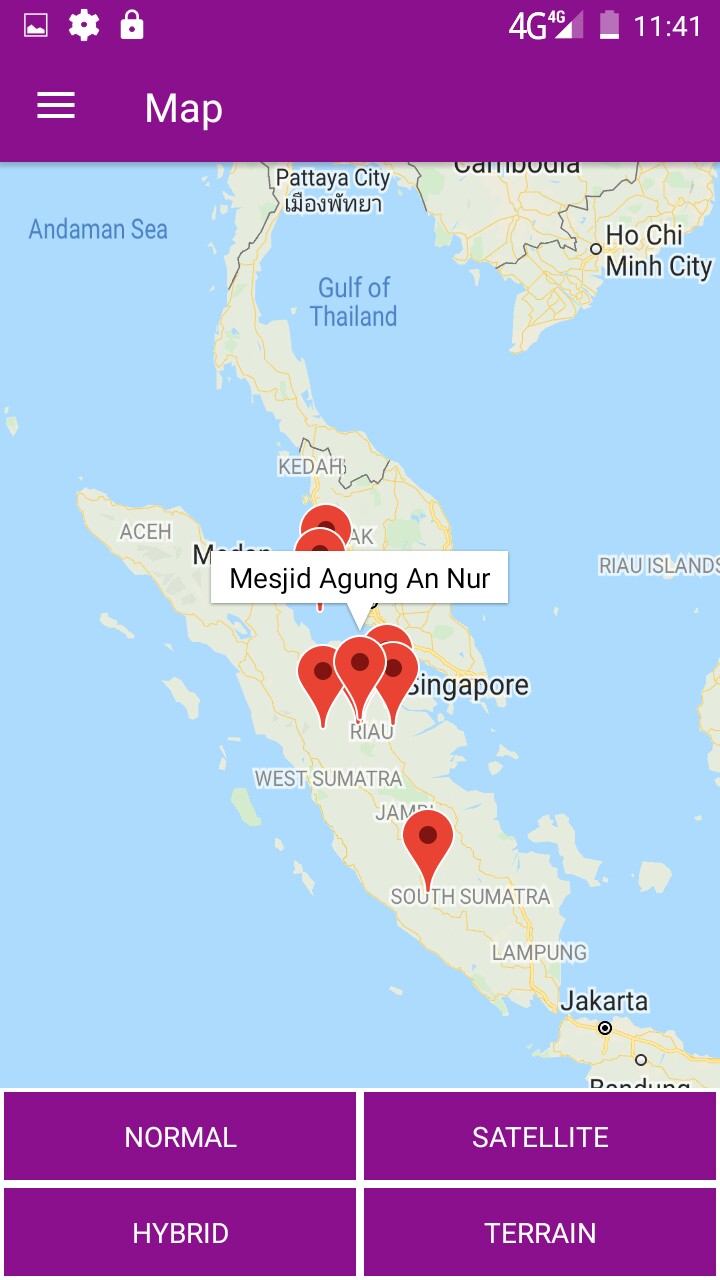 4G 4G 11:41
Map
Cambodia
Pattaya City
เมืองพัทยา
Andaman Sea
Ho Chi
Minh City
Gulf of
Thailand
KEDAH
ACEH
AK
Medan
RIAU ISLANDS
Mesjid Agung An Nur
Singapore
RIAU
WEST SUMATRA
JAMBI
SOUTH SUMATRA
LAMPUNG
Jakarta
Bandung
NORMAL
SATELLITE
HYBRID
TERRAIN